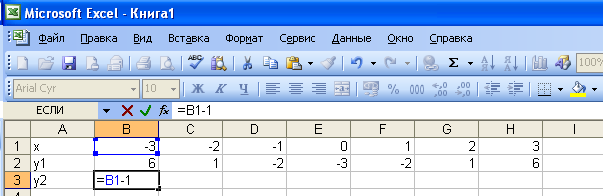 Microsoft Excel - Книга1
Файл Правка Вид Вставка Формат Сервис Данные Окно Справка
Σ 100%
Arial Cyr 10 Ж К Ч % 000
ЕСЛИ =B1-1
A B C D E F G H I
1 x -3 -2 -1 0 1 2 3
2 y1 6 1 -2 -3 -2 1 6
3 y2 =B1-1